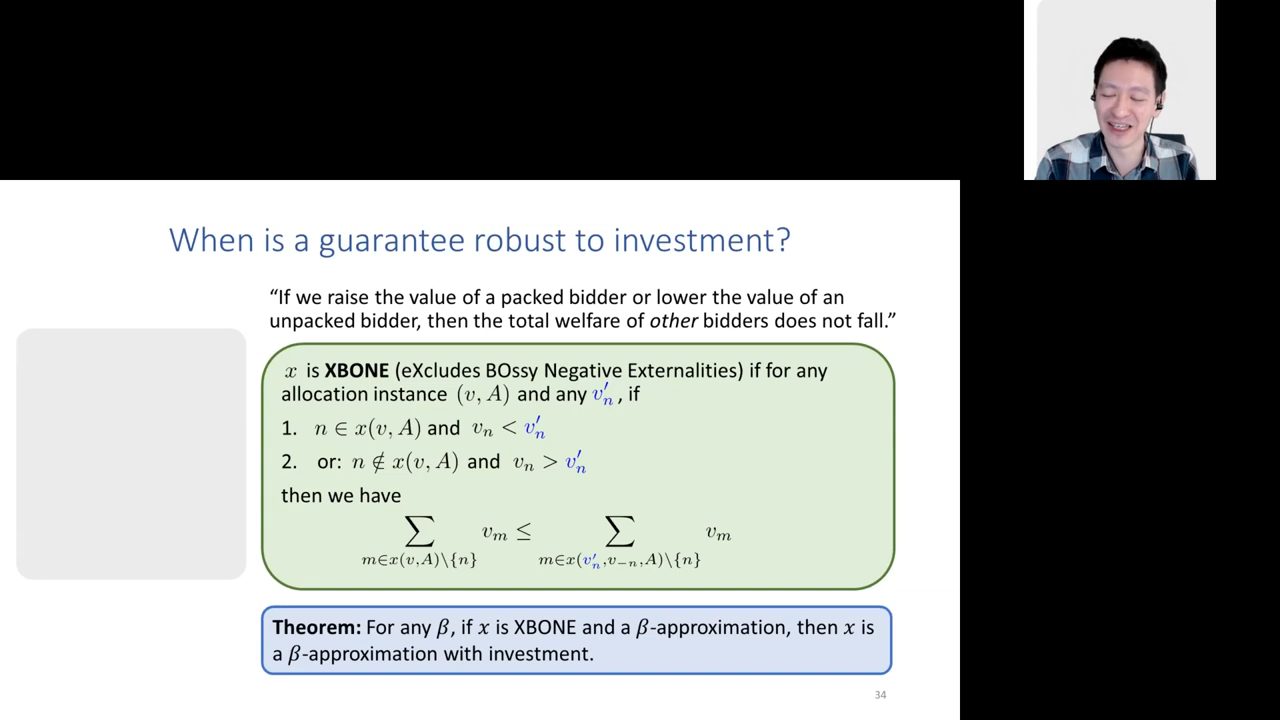 When is a guarantee robust to investment?
“If we raise the value of a packed bidder or lower the value of an
unpacked bidder, then the total welfare of other bidders does not fall.”
x is XBONE (eXcludes BOssy Negative Externalities) if for any
allocation instance (v, A) and any v′ₙ, if
1. n ∈ x(v, A) and vₙ < v′ₙ
2. or: n ∉ x(v, A) and vₙ > v′ₙ
then we have
∑_{m∈x(v,A)\{n}} vₘ ≤ ∑_{m∈x(v′ₙ,v₋ₙ,A)\{n}} vₘ
Theorem: For any β, if x is XBONE and a β-approximation, then x is
a β-approximation with investment.
34